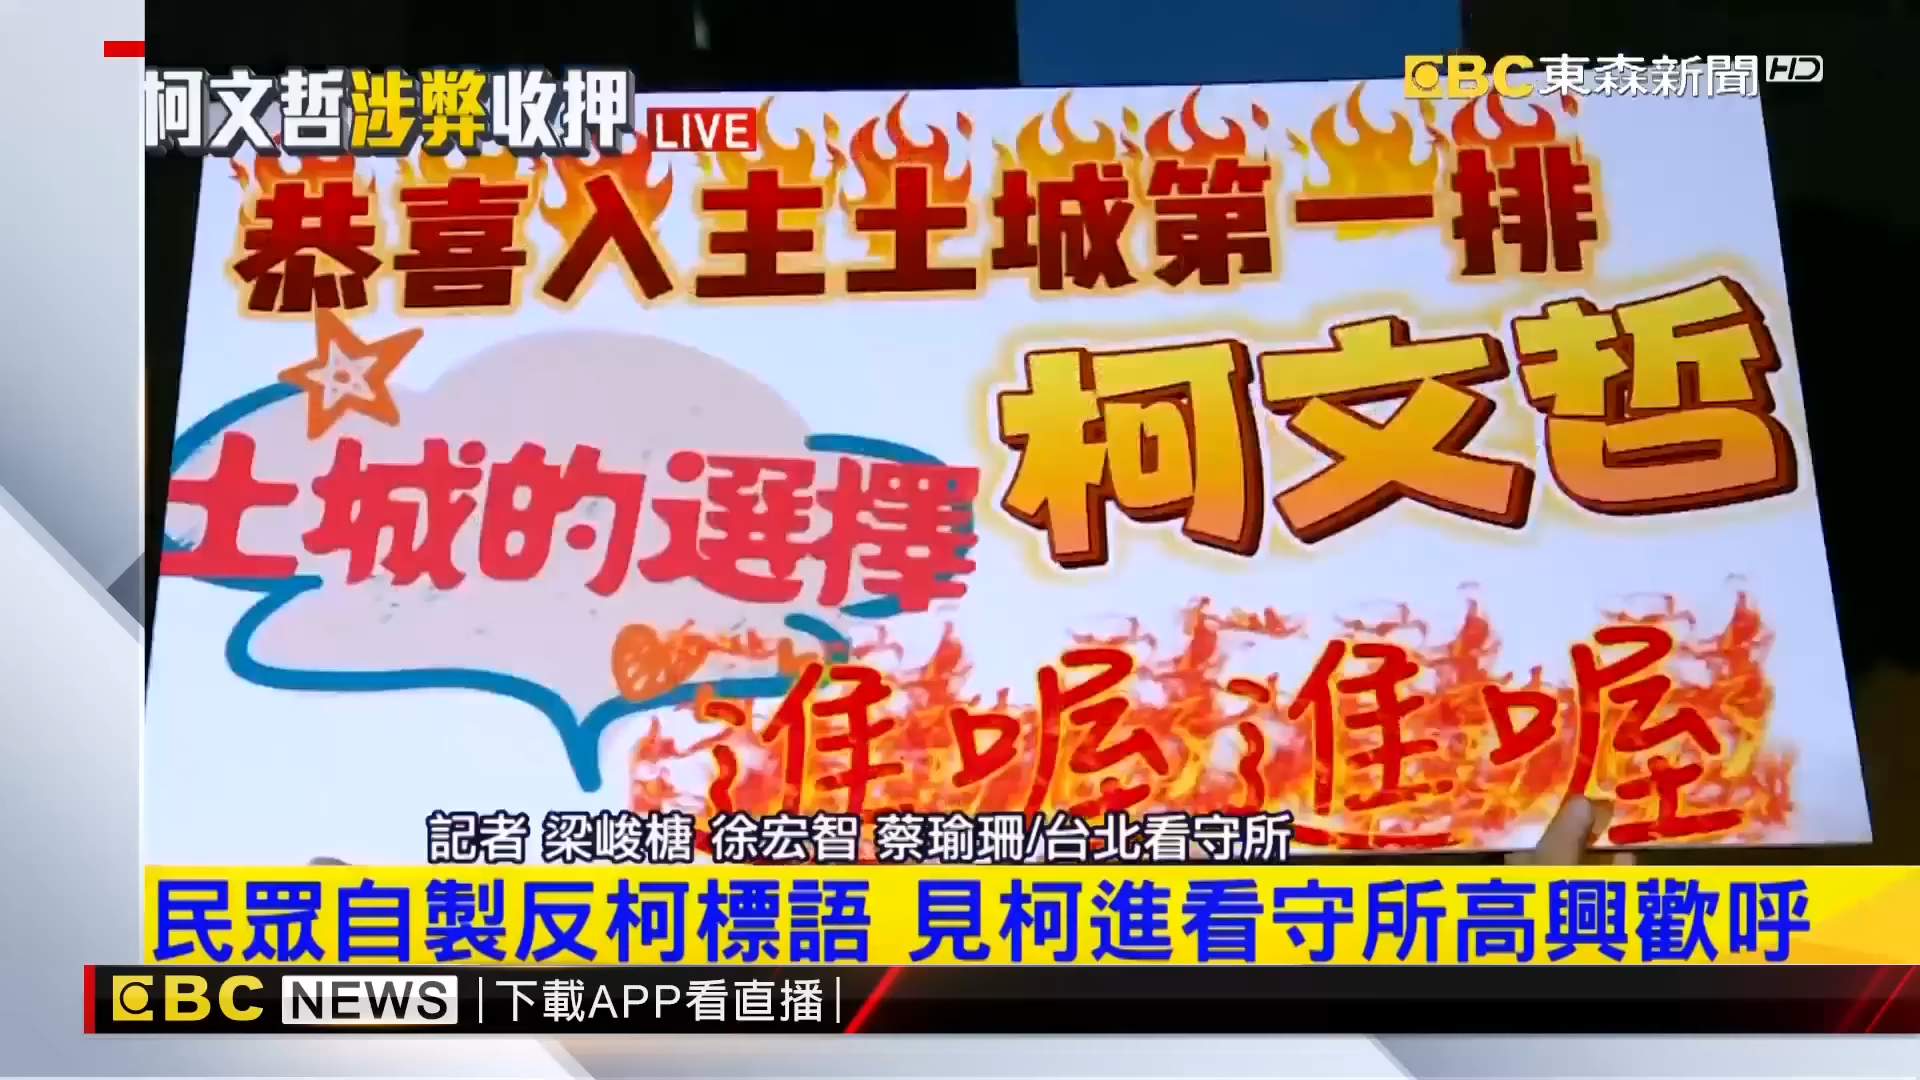 柯文哲涉弊收押
LIVE
EBC東森新聞HD
恭喜入主土城第一排
柯文哲
土城的選擇
進喔進喔
記者 梁峻榶 徐宏智 蔡瑜珊/台北看守所
民眾自製反柯標語 見柯進看守所高興歡呼
EBC NEWS 下載APP看直播